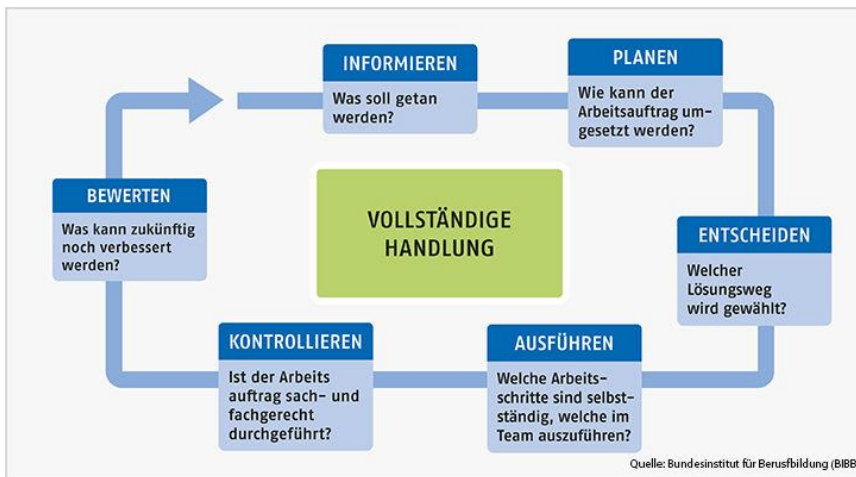 INFORMIEREN
Was soll getan
werden?
PLANEN
Wie kann der
Arbeitsauftrag um-
gesetzt werden?
ENTSCHEIDEN
Welcher
Lösungsweg
wird gewählt?
AUSFÜHREN
Welche Arbeits-
schritte sind selbst-
ständig, welche im
Team auszuführen?
KONTROLLIEREN
Ist der Arbeits
auftrag sach- und
fachgerecht
durchgeführt?
BEWERTEN
Was kann zukünftig
noch verbessert
werden?
VOLLSTÄNDIGE
HANDLUNG
Quelle: Bundesinstitut für Berusfbildung (BIBB